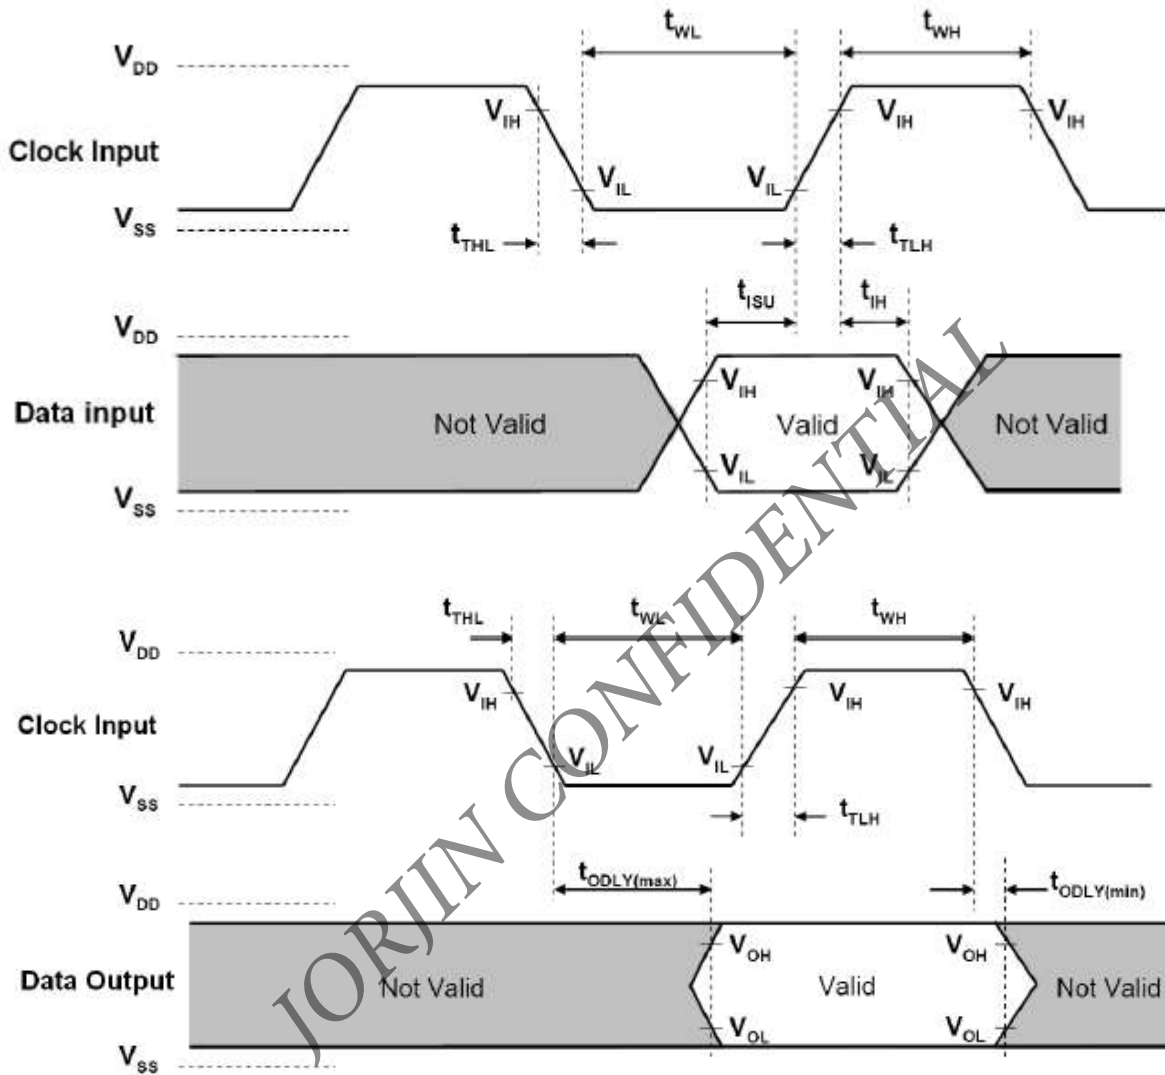 t_WL t_WH
V_DD
V_IH V_IH V_IH
Clock Input
V_IL V_IL
V_SS
t_THL t_TLH
t_ISU t_IH
V_DD
V_IH V_IH
Data input Not Valid Valid Not Valid
V_IL V_IL
V_SS
t_THL t_WL t_WH
V_DD
V_IH V_IH V_IH
Clock Input
V_IL V_IL
V_SS
t_TLH
t_ODLY(max) t_ODLY(min)
V_DD
V_OH V_OH
Data Output Not Valid Valid Not Valid
V_OL V_OL
V_SS
JORJIN CONFIDENTIAL